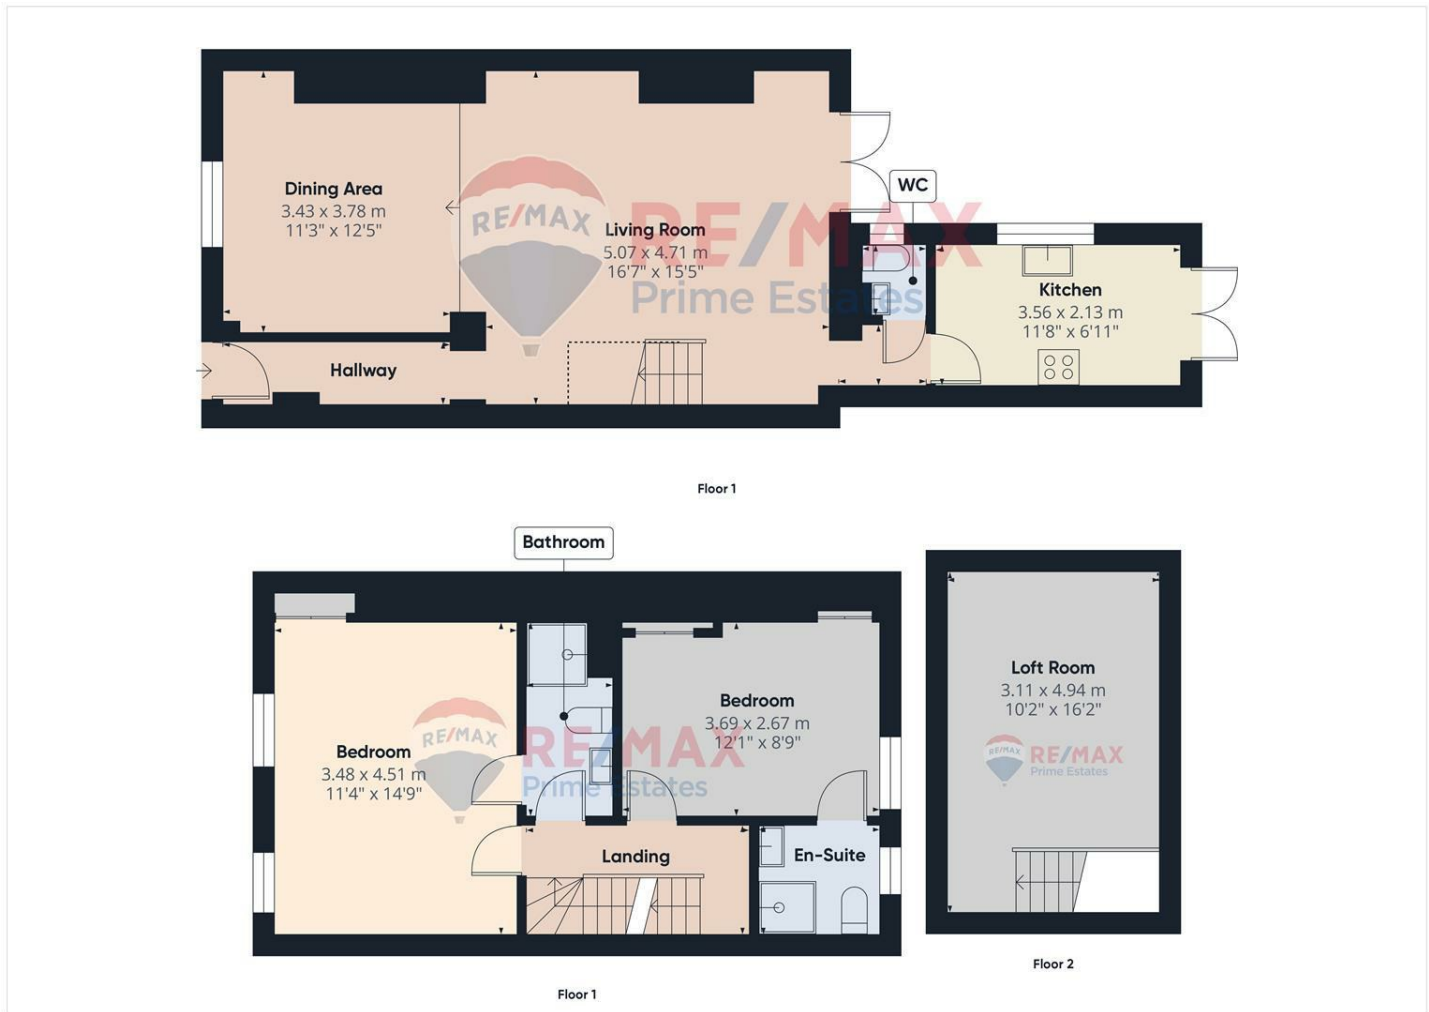 Dining Area
3.43 x 3.78 m
11'3" x 12'5"
RE/MAX
Living Room
5.07 x 4.71 m
16'7" x 15'5"
RE/MAX
Prime Estates
WC
Kitchen
3.56 x 2.13 m
11'8" x 6'11"
Hallway
Floor 1
Bathroom
Bedroom
3.48 x 4.51 m
11'4" x 14'9"
RE/MAX
RE/MAX
Prime Estates
Bedroom
3.69 x 2.67 m
12'1" x 8'9"
Landing
En-Suite
Floor 1
Loft Room
3.11 x 4.94 m
10'2" x 16'2"
RE/MAX
RE/MAX
Prime Estates
Floor 2